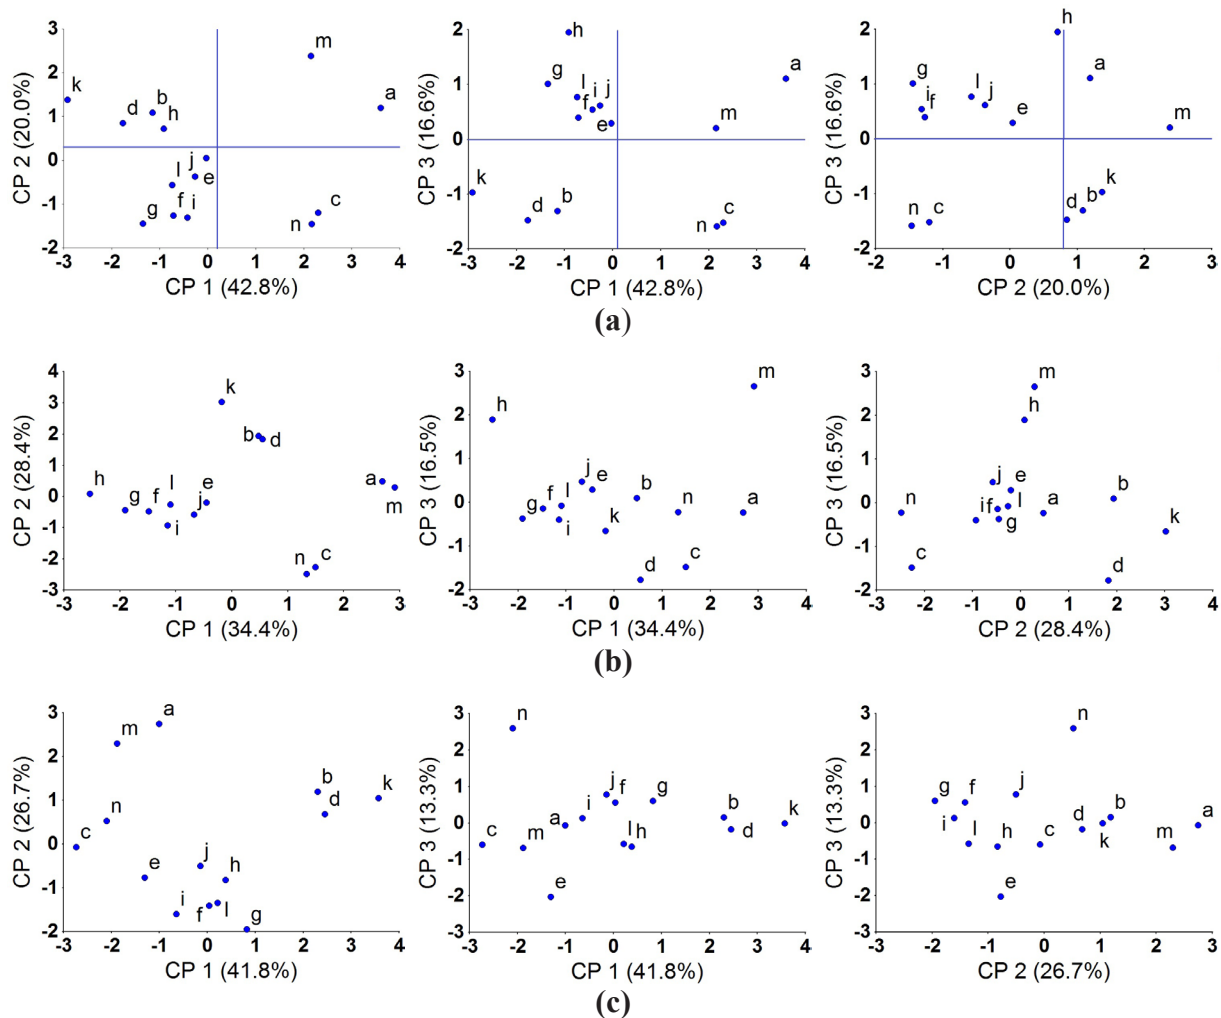 CP 2 (20.0%)
3
2
1
0
-1
-2
k
d
b
h
m
a
j
l
e
f
i
g
n
c
-3 -2 -1 0 1 2 3 4
CP 1 (42.8%)
CP 3 (16.6%)
2
1
0
-1
-2
h
g
l
i
j
f
e
a
m
k
d
b
n
c
-3 -2 -1 0 1 2 3 4
CP 1 (42.8%)
CP 3 (16.6%)
2
1
0
-1
-2
h
g
a
i
f
l
j
e
m
n
c
d
b
k
-2 -1 0 1 2 3
CP 2 (20.0%)
(a)
CP 2 (28.4%)
4
3
2
1
0
-1
-2
-3
k
b
d
h
g
f
l
e
i
j
a
m
n
c
-3 -2 -1 0 1 2 3
CP 1 (34.4%)
CP 3 (16.5%)
3
2
1
0
-1
-2
m
h
j
e
f
l
g
i
b
k
n
a
d
c
-3 -2 -1 0 1 2 3 4
CP 1 (34.4%)
CP 3 (16.5%)
3
2
1
0
-1
-2
m
h
j
e
n
i
f
l
g
a
b
k
c
d
-3 -2 -1 0 1 2 3 4
CP 2 (28.4%)
(b)
CP 2 (26.7%)
3
2
1
0
-1
-2
a
m
n
c
b
d
k
e
j
h
i
f
l
g
-3 -2 -1 0 1 2 3 4
CP 1 (41.8%)
CP 3 (13.3%)
3
2
1
0
-1
-2
-3
n
j
f
g
i
a
m
c
l
h
b
d
k
e
-3 -2 -1 0 1 2 3 4
CP 1 (41.8%)
CP 3 (13.3%)
3
2
1
0
-1
-2
-3
n
g
f
j
i
l
h
c
d
b
k
m
a
e
-3 -2 -1 0 1 2 3
CP 2 (26.7%)
(c)